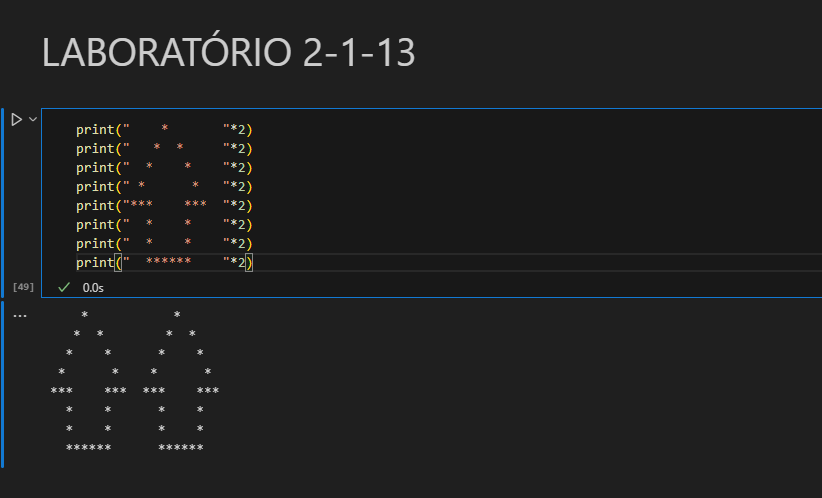 LABORATÓRIO 2-1-13
print("    *       "*2)
print("   *  *     "*2)
print("  *    *    "*2)
print(" *      *   "*2)
print("***    ***  "*2)
print("  *    *    "*2)
print("  *    *    "*2)
print("  ******    "*2)
[49] 0.0s
...
    *           *
   *  *        *  *
  *    *      *    *
 *      *    *      *
***    ***  ***    ***
  *    *      *    *
  *    *      *    *
  ******      ******